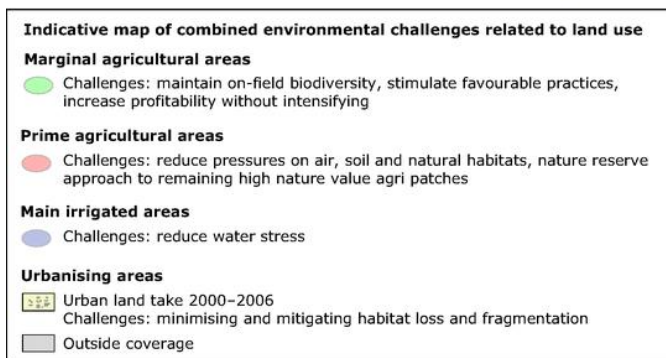 Indicative map of combined environmental challenges related to land use
Marginal agricultural areas
Challenges: maintain on-field biodiversity, stimulate favourable practices,
increase profitability without intensifying
Prime agricultural areas
Challenges: reduce pressures on air, soil and natural habitats, nature reserve
approach to remaining high nature value agri patches
Main irrigated areas
Challenges: reduce water stress
Urbanising areas
Urban land take 2000–2006
Challenges: minimising and mitigating habitat loss and fragmentation
Outside coverage